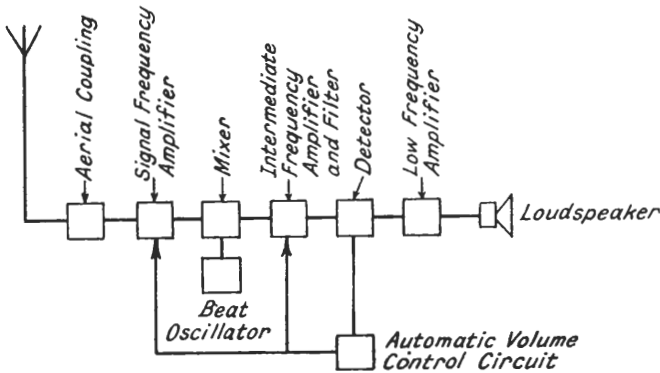 Aerial Coupling
Signal Frequency
Amplifier
Mixer
Intermediate
Frequency
Amplifier
and Filter
Detector
Low Frequency
Amplifier
Loudspeaker
Beat
Oscillator
Automatic Volume
Control Circuit